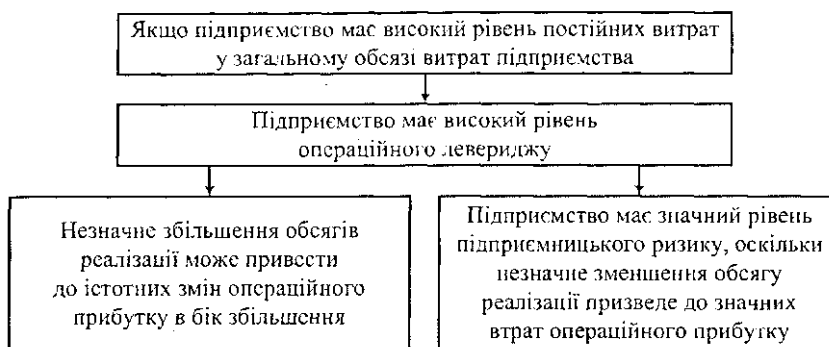 Якщо підприємство має високий рівень постійних витрат
у загальному обсязі витрат підприємства
Підприємство має високий рівень
операційного левериджу
Незначне збільшення обсягів
реалізації може привести
до істотних змін операційного
прибутку в бік збільшення
Підприємство має значний рівень
підприємницького ризику, оскільки
незначне зменшення обсягу
реалізації призведе до значних
втрат операційного прибутку